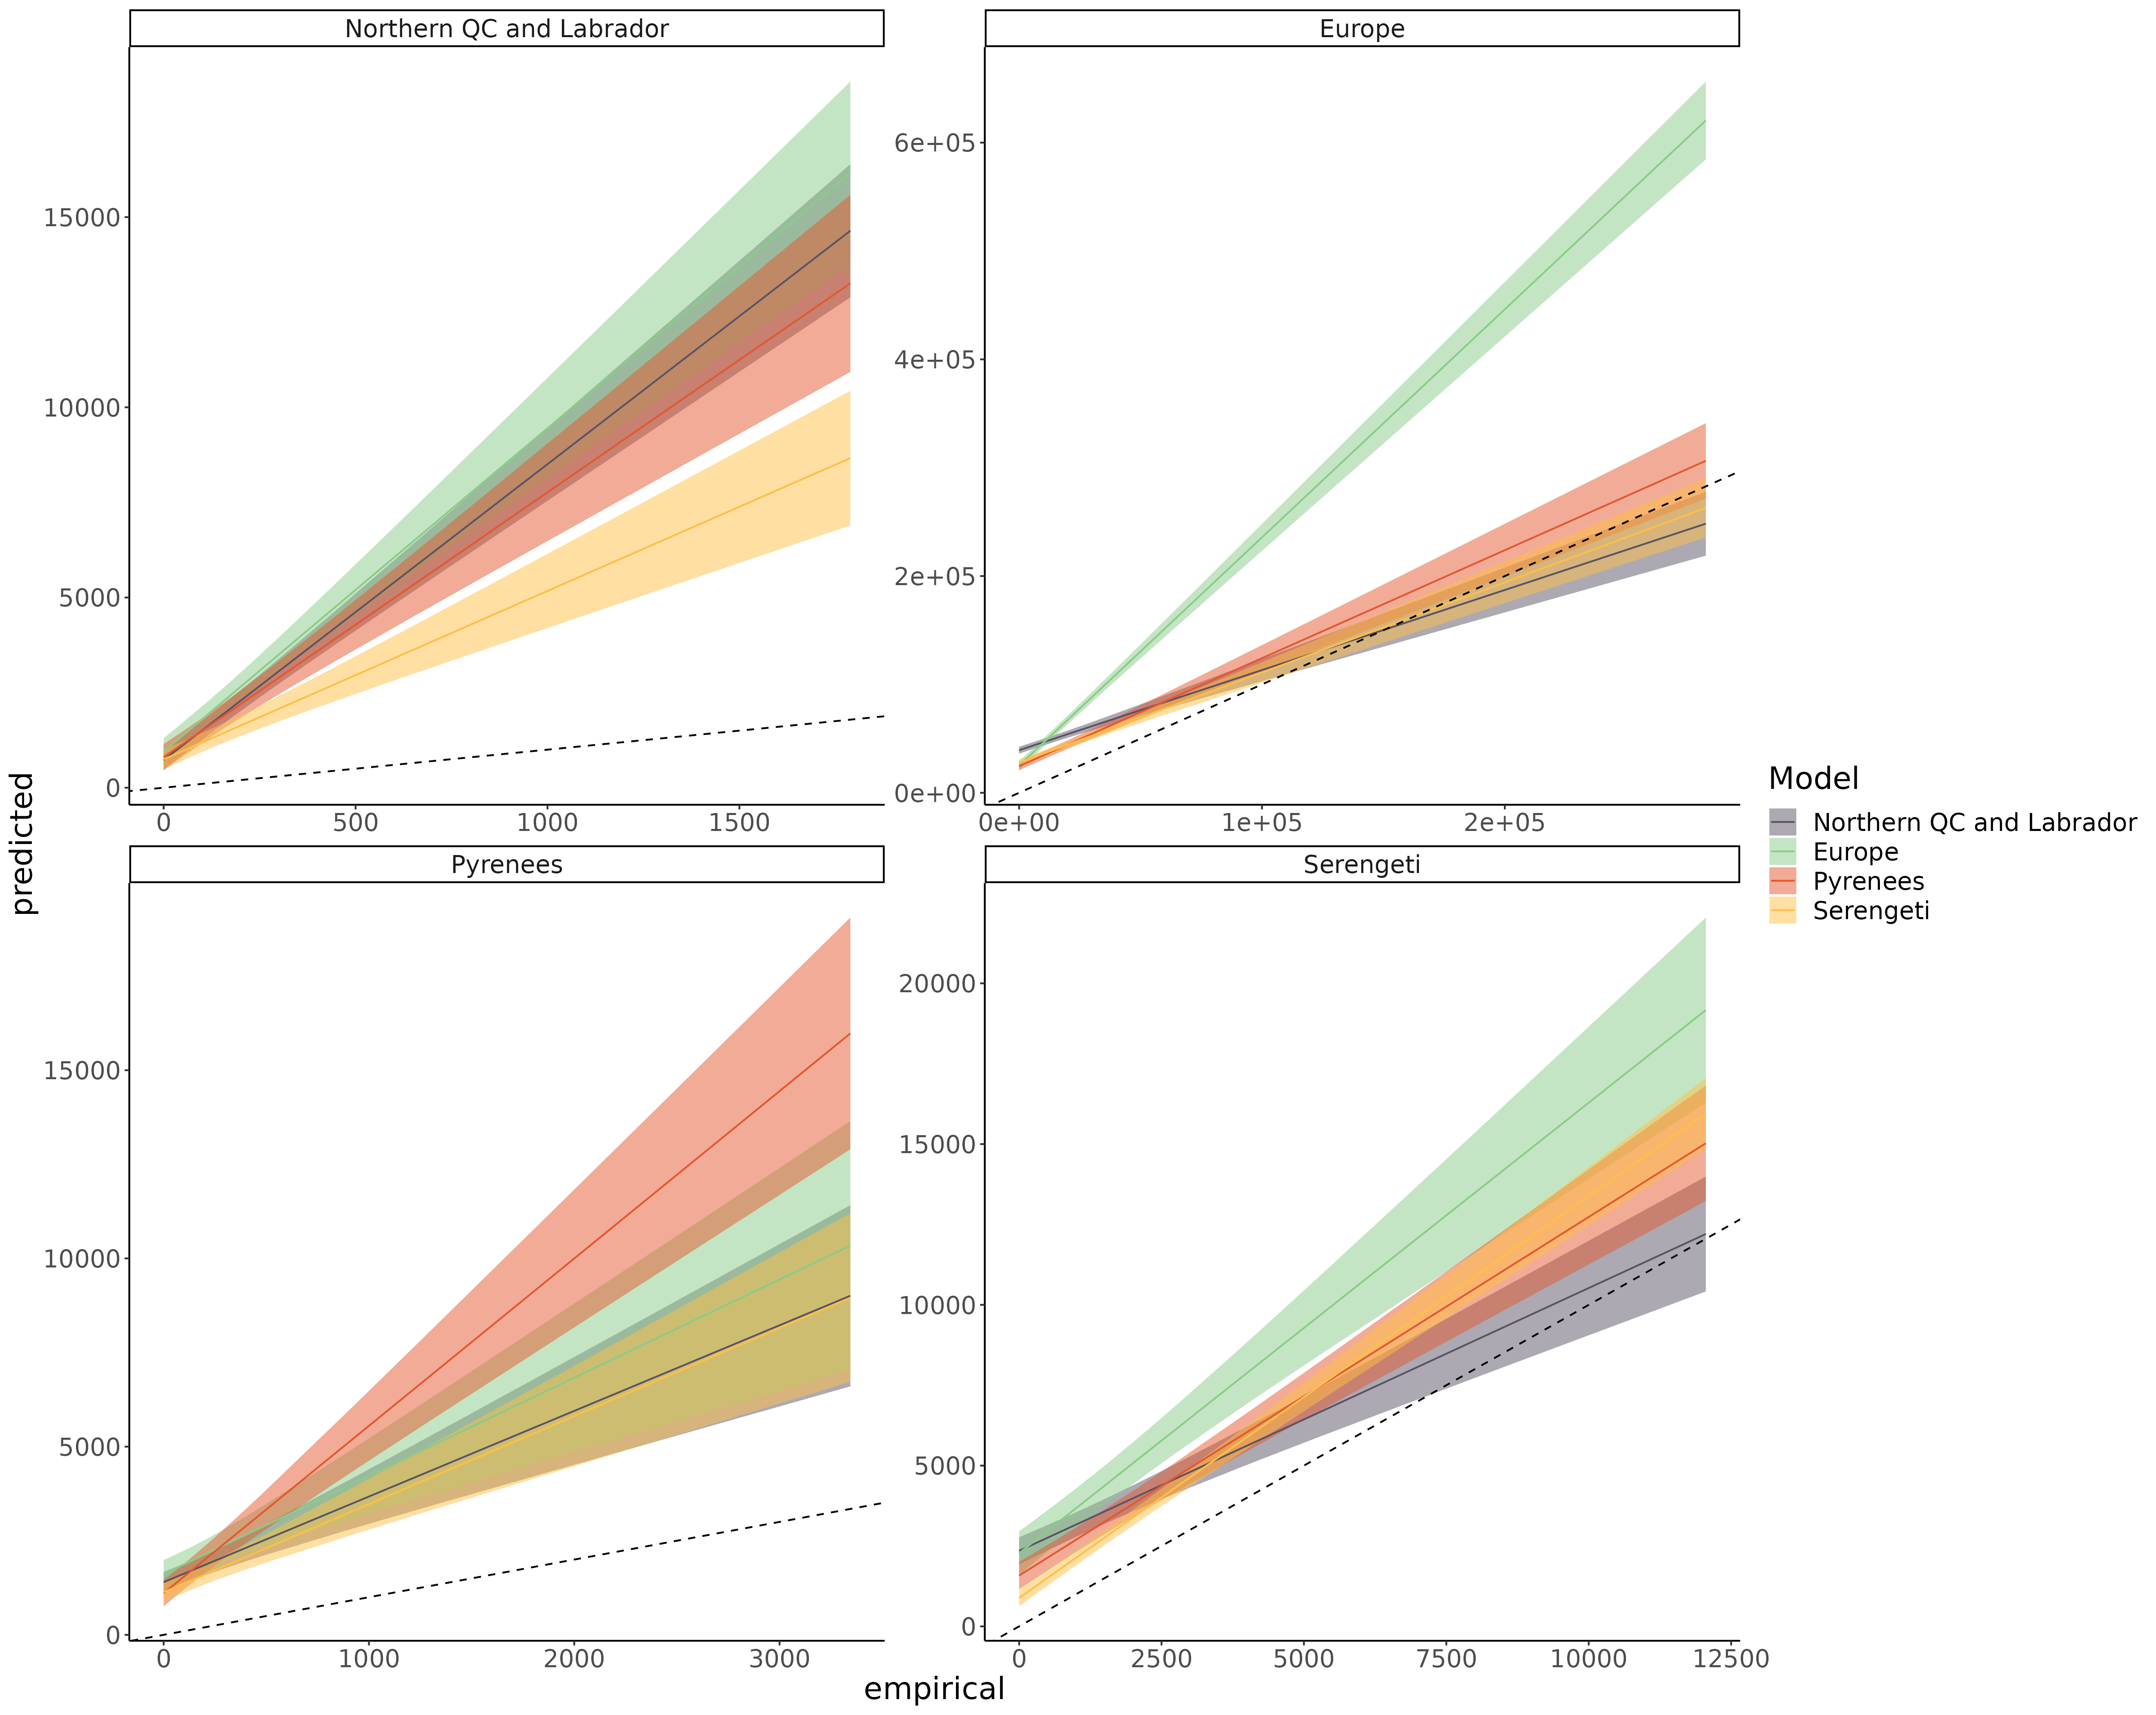 Northern QC and Labrador
Europe
15000
10000
5000
0
0 500 1000 1500
6e+05
4e+05
2e+05
0e+00
0e+00 1e+05 2e+05
Pyrenees
Serengeti
15000
10000
5000
0
0 1000 2000 3000
20000
15000
10000
5000
0
0 2500 5000 7500 10000 12500
predicted
empirical
Model
Northern QC and Labrador
Europe
Pyrenees
Serengeti